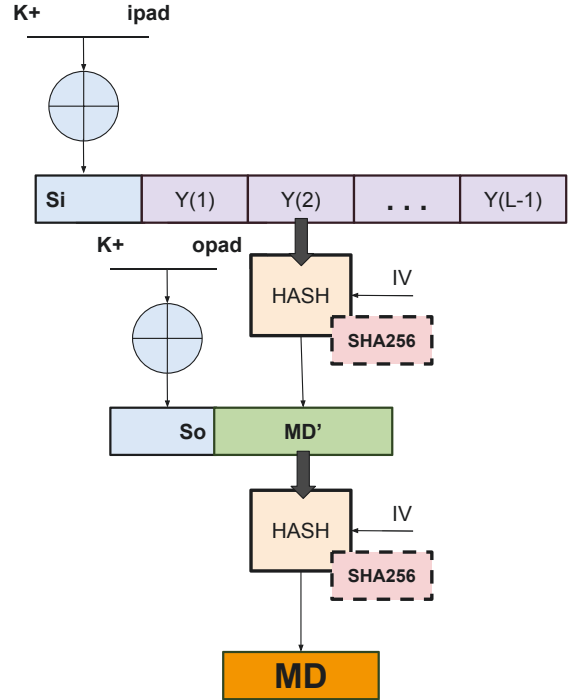 K+ ipad
Si Y(1) Y(2) . . . Y(L-1)
K+ opad
HASH IV
SHA256
So MD’
HASH IV
SHA256
MD